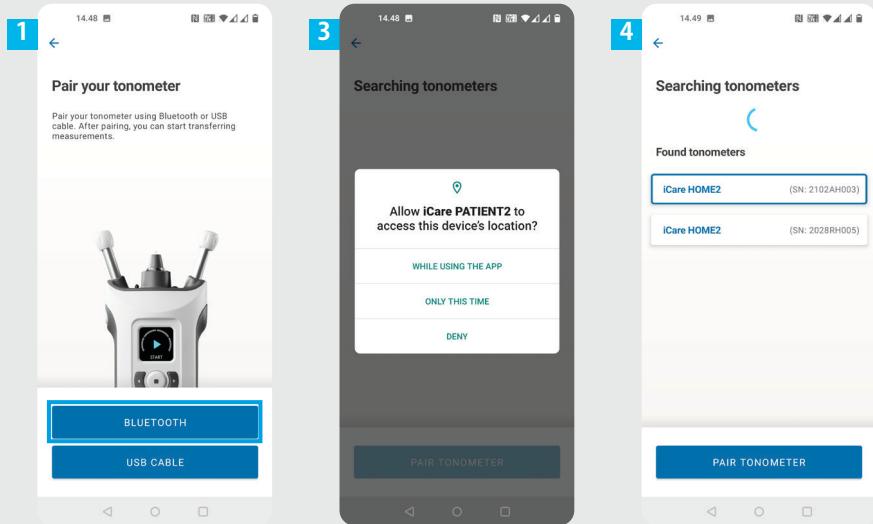 1
14.48
Pair your tonometer
Pair your tonometer using Bluetooth or USB
cable. After pairing, you can start transferring
measurements.
START
BLUETOOTH
USB CABLE
3
14.48
Searching tonometers
Allow iCare PATIENT2 to
access this device's location?
WHILE USING THE APP
ONLY THIS TIME
DENY
PAIR TONOMETER
4
14.49
Searching tonometers
Found tonometers
iCare HOME2 (SN: 2102AH003)
iCare HOME2 (SN: 2028RH005)
PAIR TONOMETER